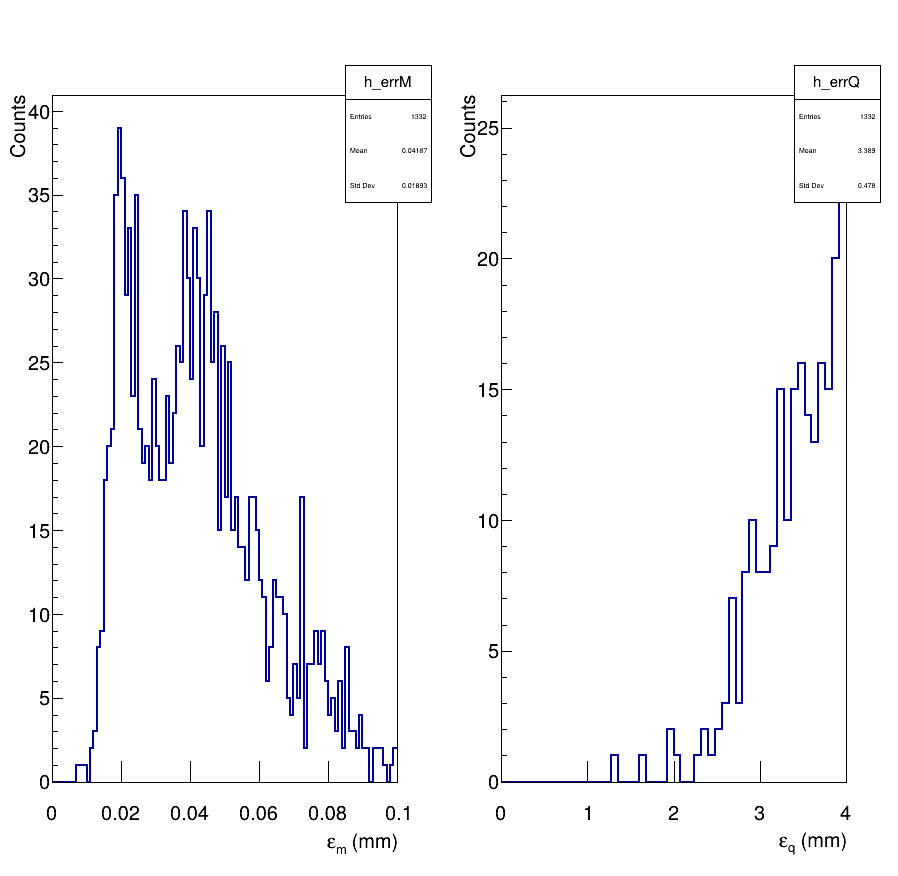 h_errM
Entries 1332
Mean 0.04187
Std Dev 0.01893
Counts
40
35
30
25
20
15
10
5
0
0 0.02 0.04 0.06 0.08 0.1
εm (mm)
h_errQ
Entries 1332
Mean 3.389
Std Dev 0.479
Counts
25
20
15
10
5
0
0 1 2 3 4
εq (mm)